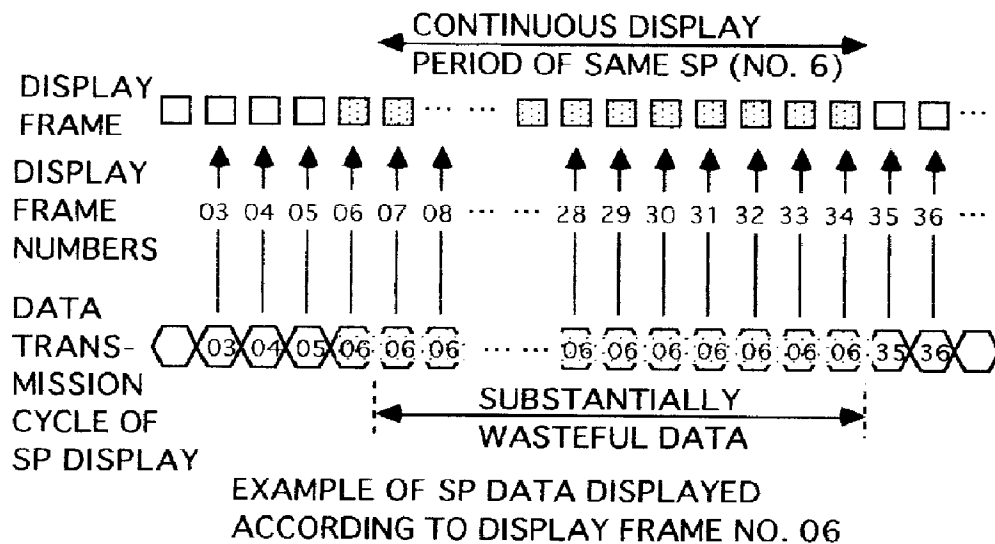 CONTINUOUS DISPLAY
PERIOD OF SAME SP (NO. 6)
DISPLAY
FRAME
... ... ...
DISPLAY
FRAME
NUMBERS
03 04 05 06 07 08 ... ... 28 29 30 31 32 33 34 35 36 ...
DATA
TRANS-
MISSION
CYCLE OF
SP DISPLAY
03 04 05 06 06 06 ... ... 06 06 06 06 06 06 06 35 36
SUBSTANTIALLY
WASTEFUL DATA
EXAMPLE OF SP DATA DISPLAYED
ACCORDING TO DISPLAY FRAME NO. 06